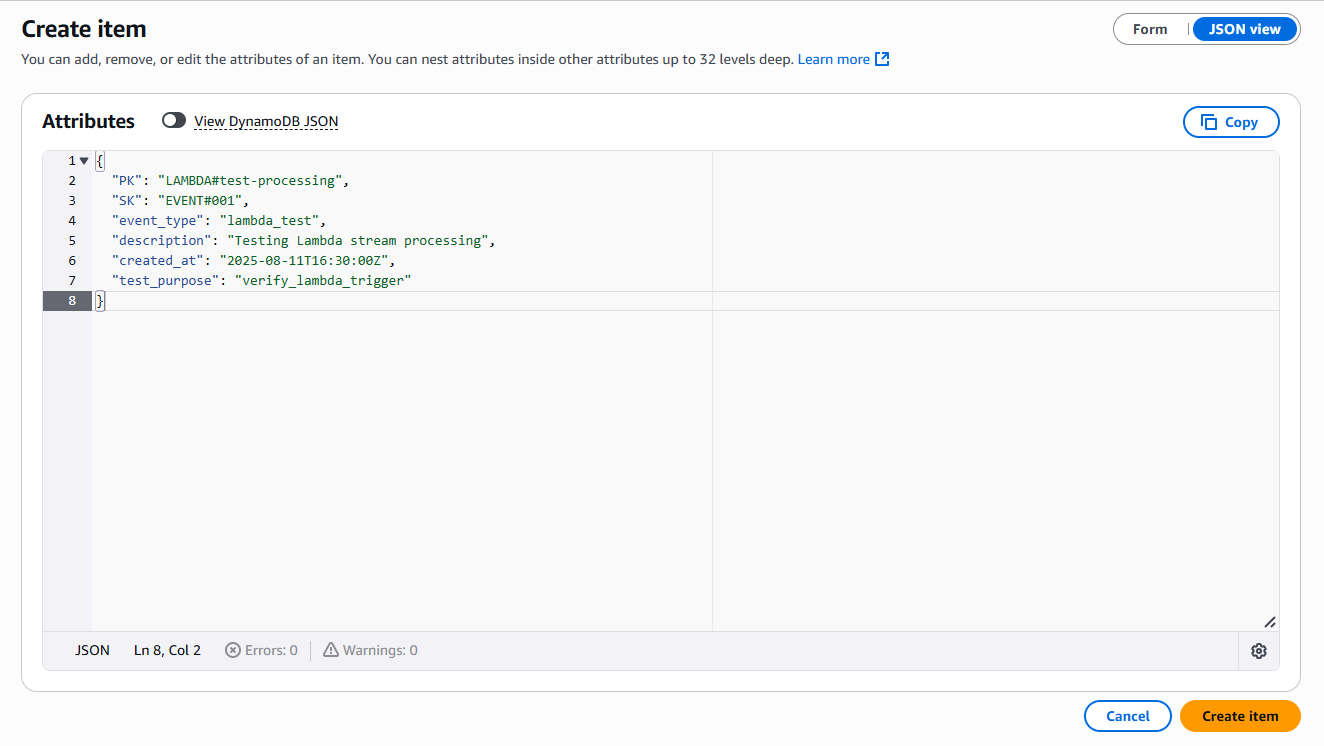 Create item
Form | JSON view
You can add, remove, or edit the attributes of an item. You can nest attributes inside other attributes up to 32 levels deep. Learn more
Attributes View DynamoDB JSON Copy
1 {
2 "PK": "LAMBDA#test-processing",
3 "SK": "EVENT#001",
4 "event_type": "lambda_test",
5 "description": "Testing Lambda stream processing",
6 "created_at": "2025-08-11T16:30:00Z",
7 "test_purpose": "verify_lambda_trigger"
8 }
JSON Ln 8, Col 2 Errors: 0 Warnings: 0
Cancel Create item